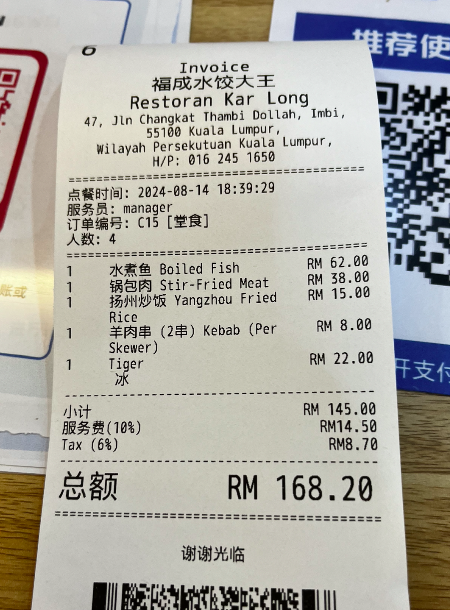 6
Invoice
福成水饺大王
Restoran Kar Long
47, Jln Changkat Thambi Dollah, Imbi,
55100 Kuala Lumpur,
Wilayah Persekutuan Kuala Lumpur,
H/P: 016 245 1650
点餐时间: 2024-08-14 18:39:29
服务员: manager
订单编号: C15 [堂食]
人数: 4
1 水煮鱼 Boiled Fish RM 62.00
1 锅包肉 Stir-Fried Meat RM 38.00
1 扬州炒饭 Yangzhou Fried RM 15.00
Rice
1 羊肉串 (2串) Kebab (Per RM 8.00
Skewer)
1 Tiger RM 22.00
冰
小计 RM 145.00
服务费(10%) RM14.50
Tax (6%) RM8.70
总额 RM 168.20
谢谢光临
推荐使
账或
开支付